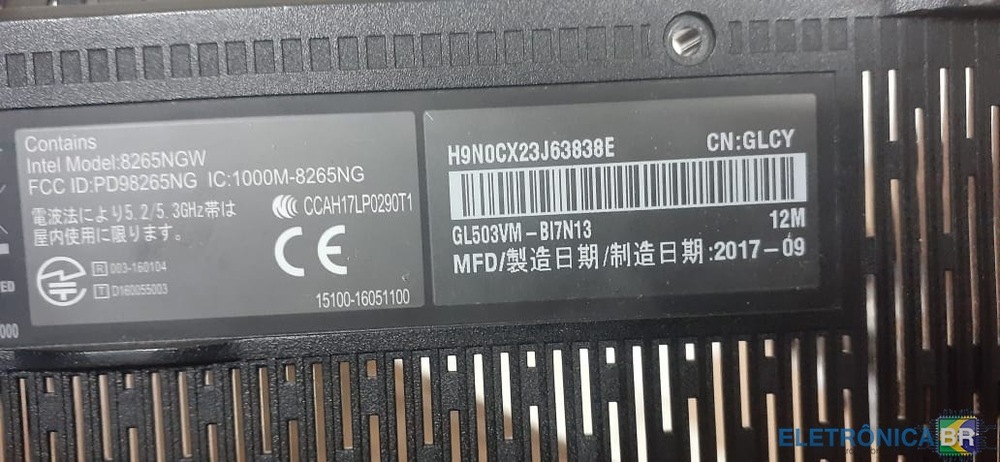 Contains
Intel Model:8265NGW
FCC ID:PD98265NG IC:1000M-8265NG
電波法により5.2/5.3GHz帯は
屋内使用に限ります。
CCAH17LP0290T1
CE
R 003-160104
T D160055003
15100-16051100
ED
000
H9N0CX23J63838E CN:GLCY
GL503VM-BI7N13 12M
MFD/製造日期/制造日期:2017-09
ELETRÔNICA BR